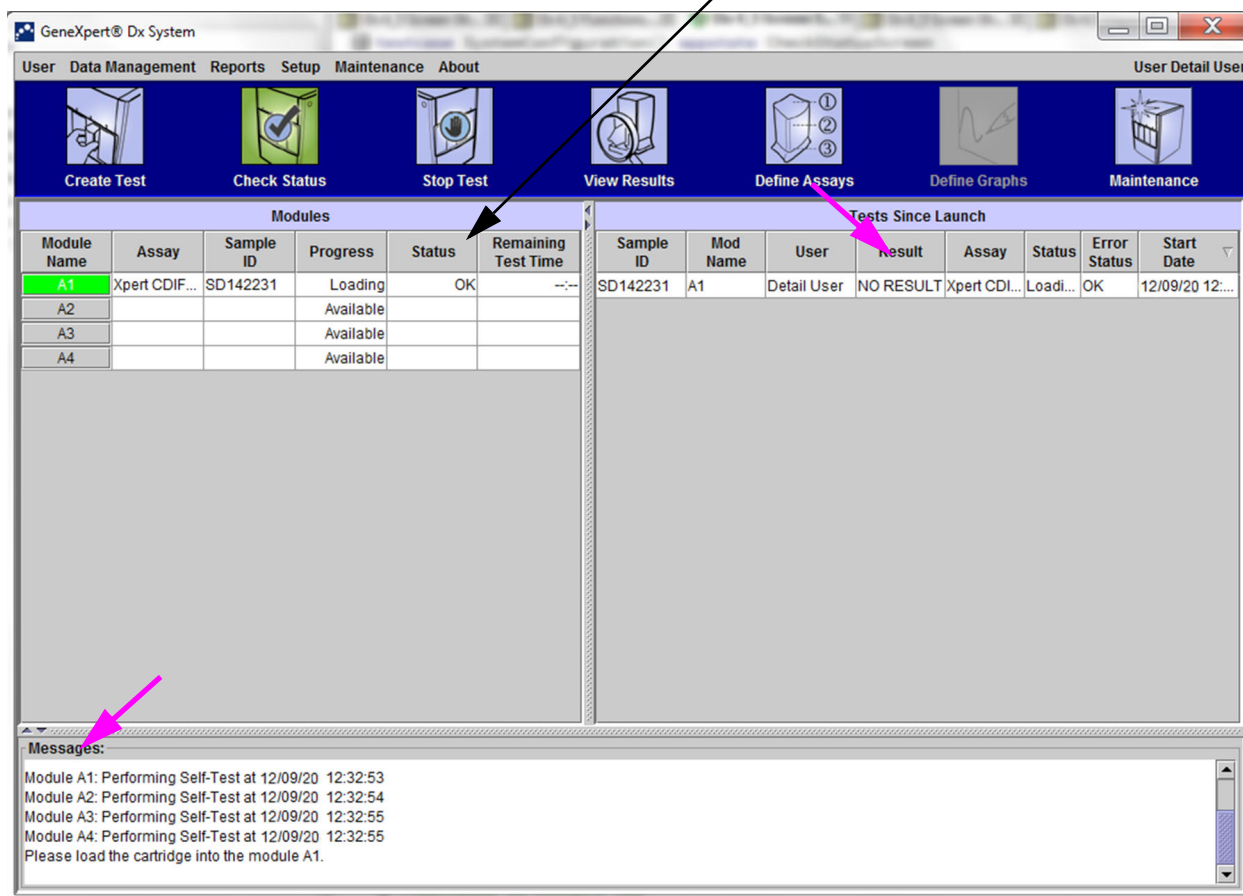 GeneXpert® Dx System
User Data Management Reports Setup Maintenance About User Detail User
Create Test Check Status Stop Test View Results Define Assays Define Graphs Maintenance
Modules
Module Name Assay Sample ID Progress Status Remaining Test Time
A1 Xpert CDIF... SD142231 Loading OK --:--
A2 Available
A3 Available
A4 Available
Tests Since Launch
Sample ID Mod Name User Result Assay Status Error Status Start Date
SD142231 A1 Detail User NO RESULT Xpert CDI... Loadi... OK 12/09/20 12:...
Messages:
Module A1: Performing Self-Test at 12/09/20 12:32:53
Module A2: Performing Self-Test at 12/09/20 12:32:54
Module A3: Performing Self-Test at 12/09/20 12:32:55
Module A4: Performing Self-Test at 12/09/20 12:32:55
Please load the cartridge into the module A1.